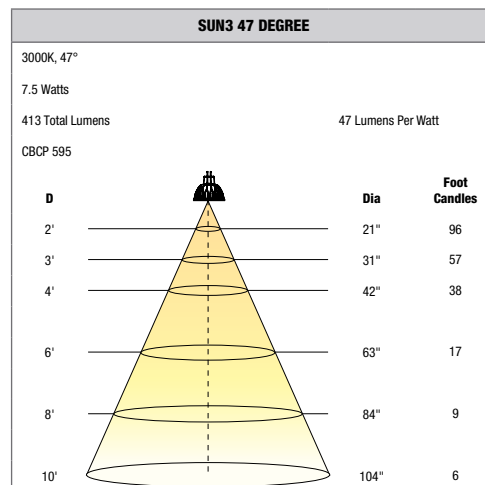 SUN3 47 DEGREE
3000K, 47°
7.5 Watts
413 Total Lumens 47 Lumens Per Watt
CBCP 595
D Dia Foot Candles
2' 21" 96
3' 31" 57
4' 42" 38
6' 63" 17
8' 84" 9
10' 104" 6